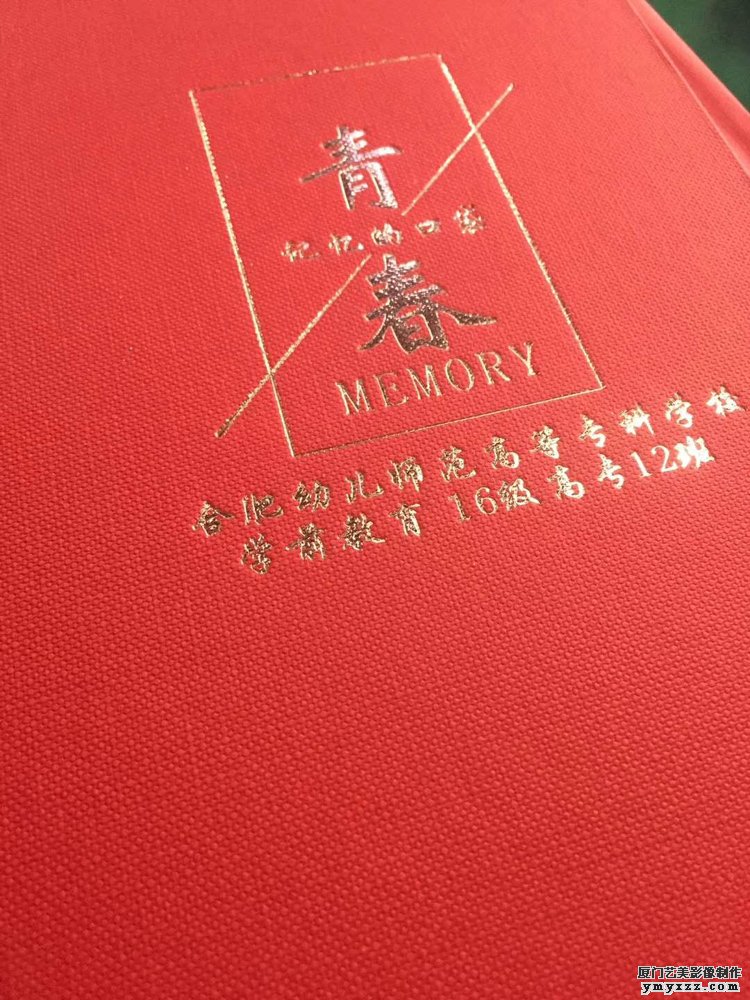 青
记忆的口袋
春
MEMORY
合肥幼儿师范高等专科学校
学前教育 16级 高专12班
厦门艺美影像制作
ymyxzz.com